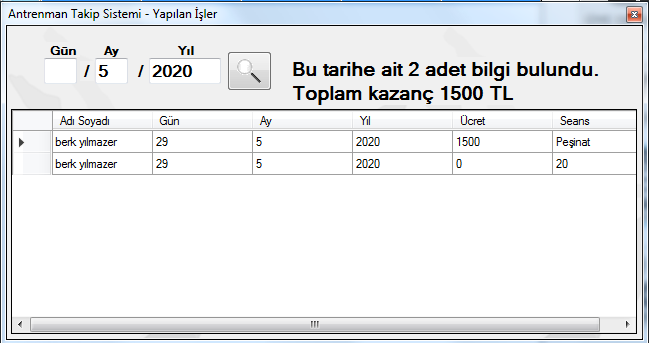 Antrenman Takip Sistemi - Yapılan İşler
Gün Ay Yıl
/ 5 / 2020
Bu tarihe ait 2 adet bilgi bulundu.
Toplam kazanç 1500 TL
Adı Soyadı Gün Ay Yıl Ücret Seans
berk yılmazer 29 5 2020 1500 Peşinat
berk yılmazer 29 5 2020 0 20